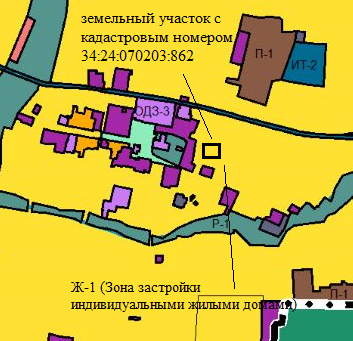 земельный участок с
кадастровым номером
34:24:070203:862
П-1
ИТ-2
ОДЗ-3
Р-1
Ж-1 (Зона застройки
индивидуальными жилыми домами)
П-1